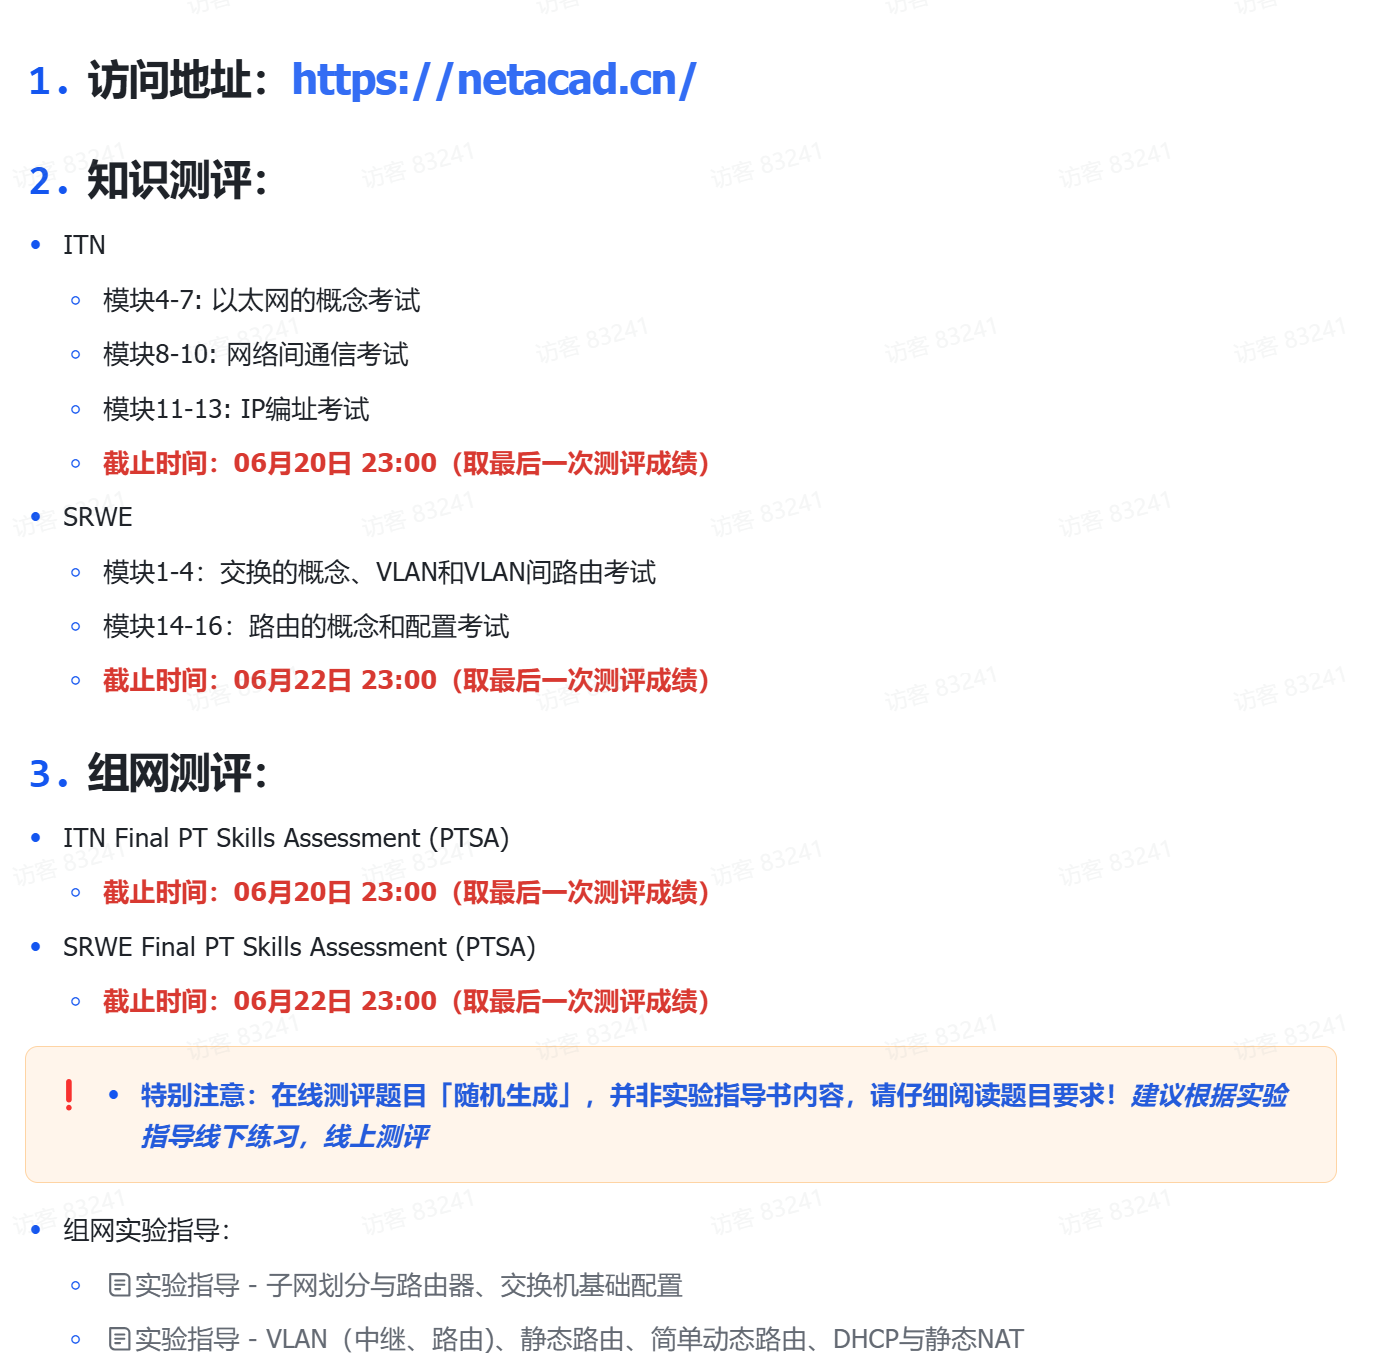 1. 访问地址：https://netacad.cn/
2. 知识测评：
• ITN
◦ 模块4-7: 以太网的概念考试
◦ 模块8-10: 网络间通信考试
◦ 模块11-13: IP编址考试
◦ 截止时间：06月20日 23:00（取最后一次测评成绩）
• SRWE
◦ 模块1-4：交换的概念、VLAN和VLAN间路由考试
◦ 模块14-16：路由的概念和配置考试
◦ 截止时间：06月22日 23:00（取最后一次测评成绩）
3. 组网测评：
• ITN Final PT Skills Assessment (PTSA)
◦ 截止时间：06月20日 23:00（取最后一次测评成绩）
• SRWE Final PT Skills Assessment (PTSA)
◦ 截止时间：06月22日 23:00（取最后一次测评成绩）
❗ • 特别注意：在线测评题目「随机生成」，并非实验指导书内容，请仔细阅读题目要求！建议根据实验
指导线下练习，线上测评
• 组网实验指导：
◦ 实验指导 - 子网划分与路由器、交换机基础配置
◦ 实验指导 - VLAN（中继、路由)、静态路由、简单动态路由、DHCP与静态NAT
访客 83241